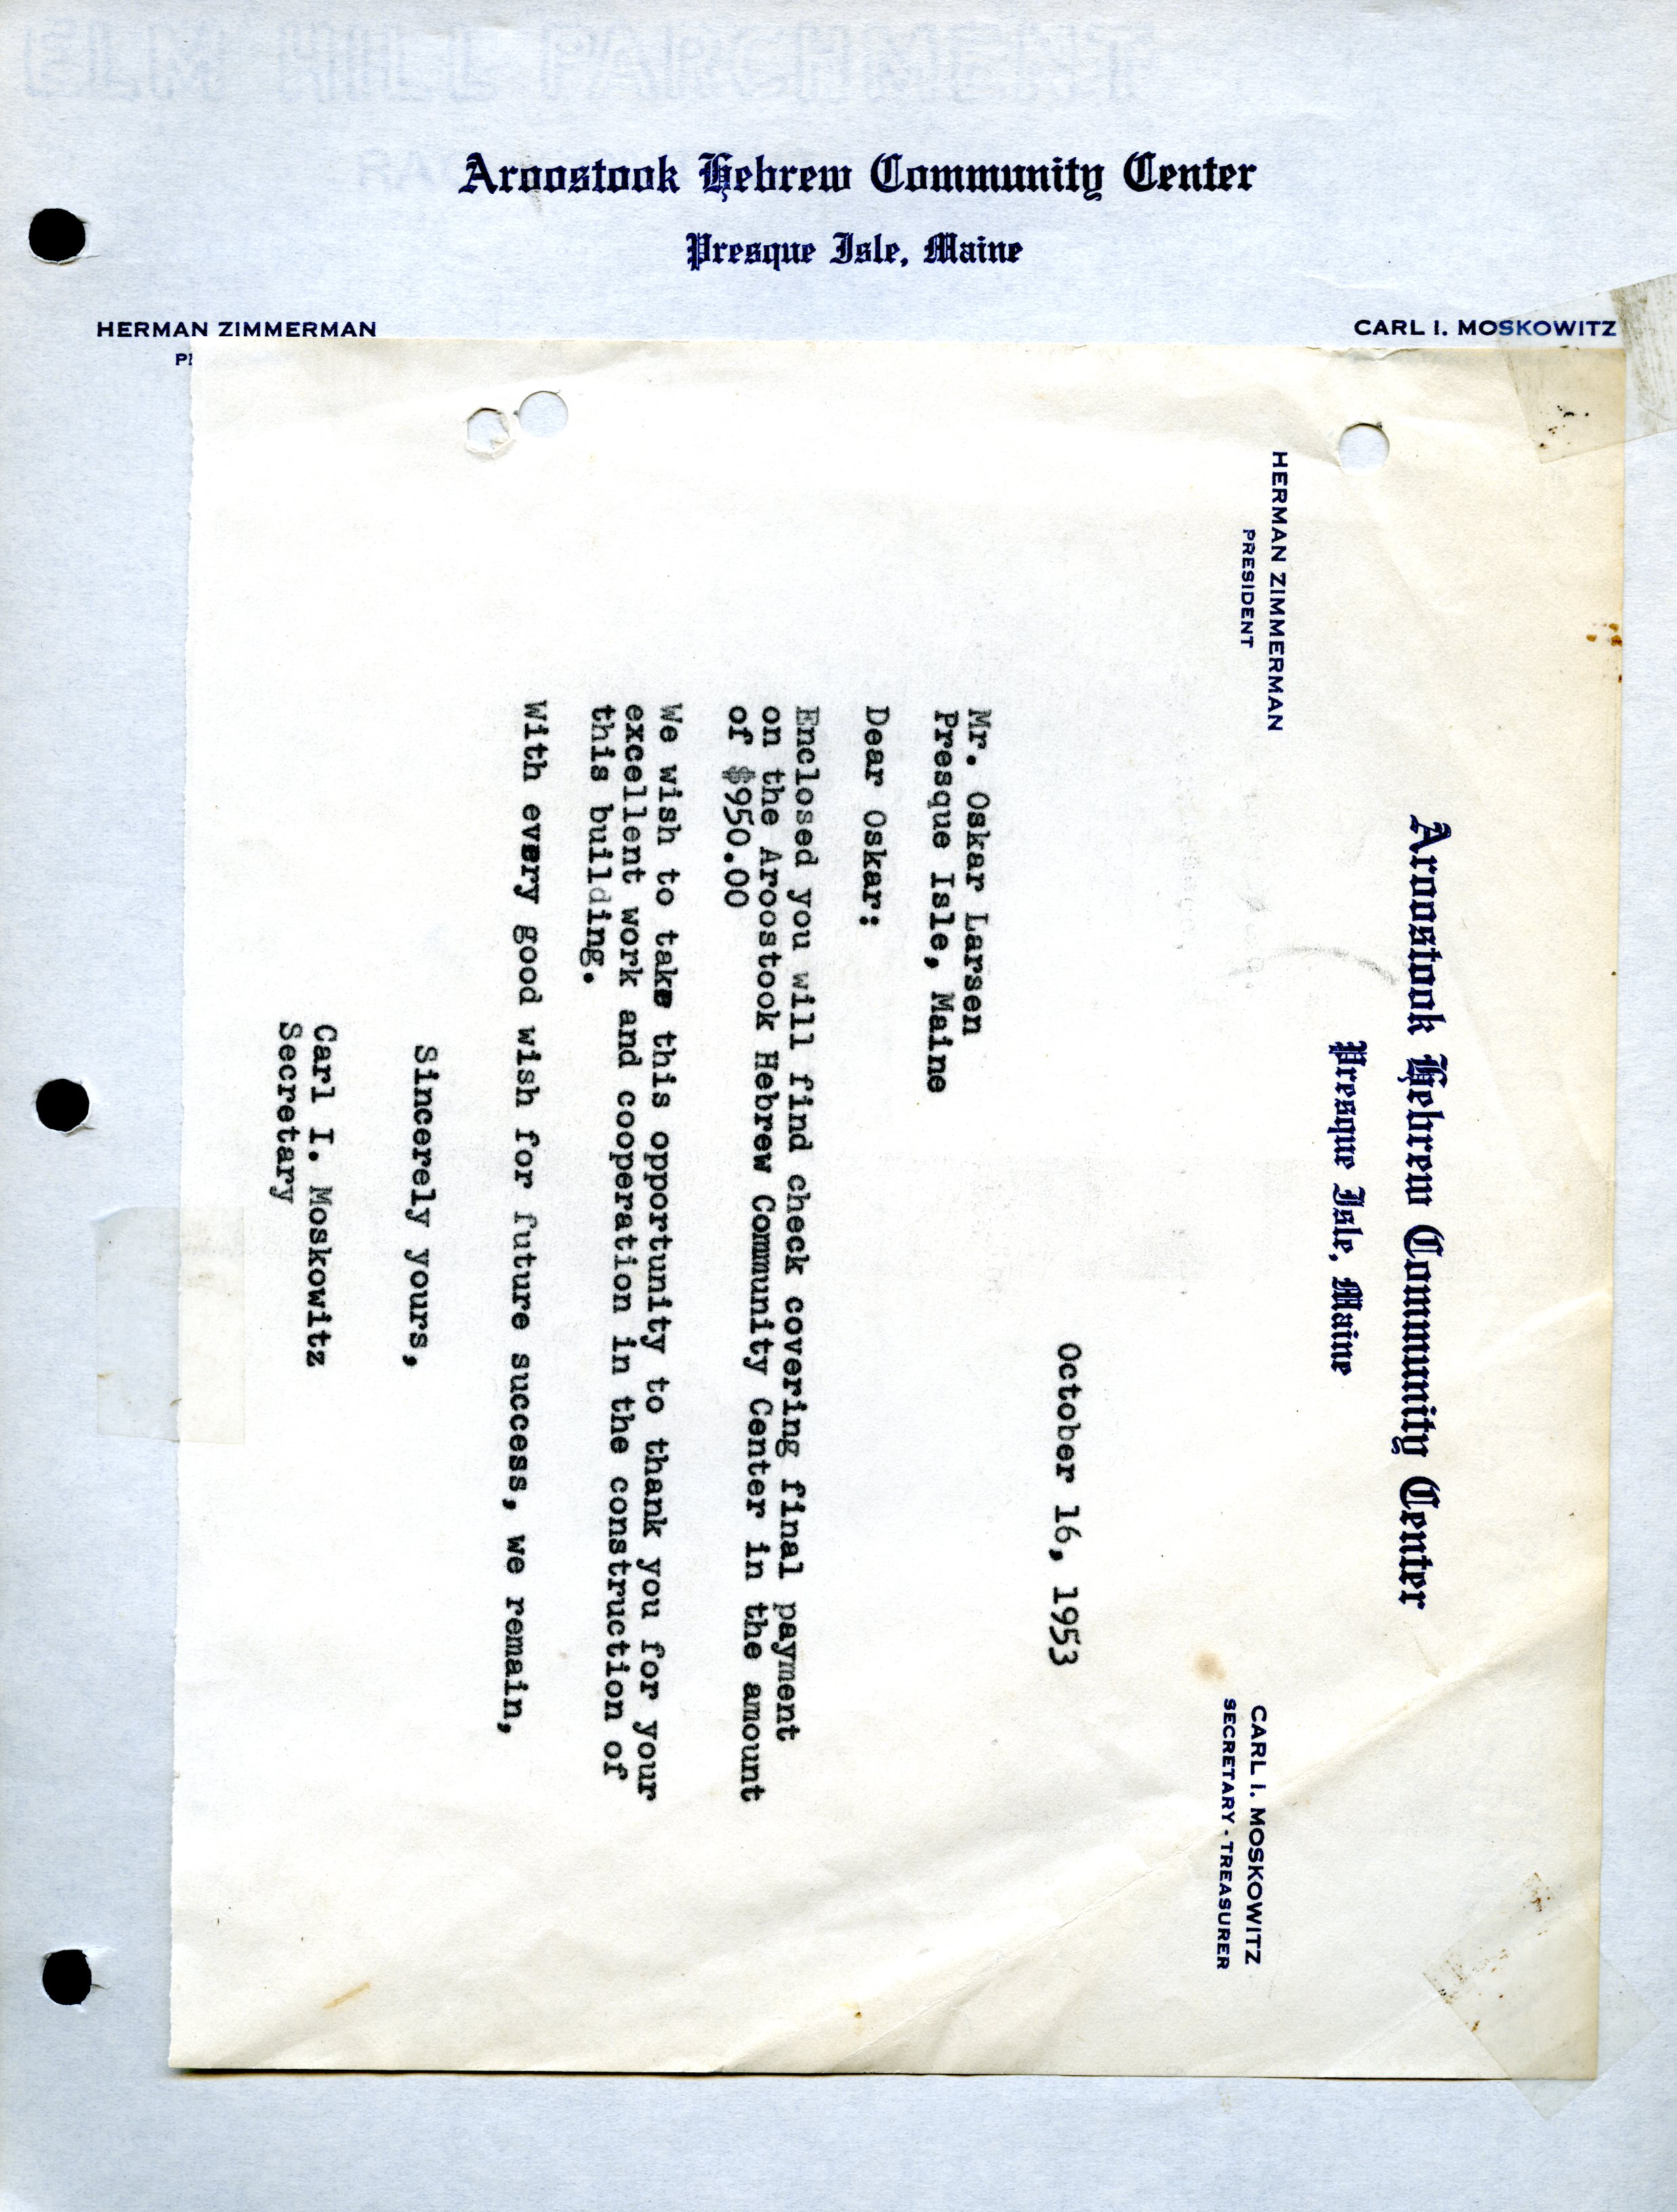 ELM HILL PARCHMENT
Aroostook Hebrew Community Center
Presque Isle, Maine
HERMAN ZIMMERMAN
CARL I. MOSKOWITZ
Aroostook Hebrew Community Center
Presque Isle, Maine
HERMAN ZIMMERMAN
PRESIDENT
CARL I. MOSKOWITZ
SECRETARY - TREASURER
October 16, 1953
Mr. Oskar Larsen
Presque Isle, Maine
Dear Oskar:
Enclosed you will find check covering final payment
on the Aroostook Hebrew Community Center in the amount
of $950.00
We wish to take this opportunity to thank you for your
excellent work and cooperation in the construction of
this building.
With every good wish for future success, we remain,
Sincerely yours,
Carl I. Moskowitz
Secretary